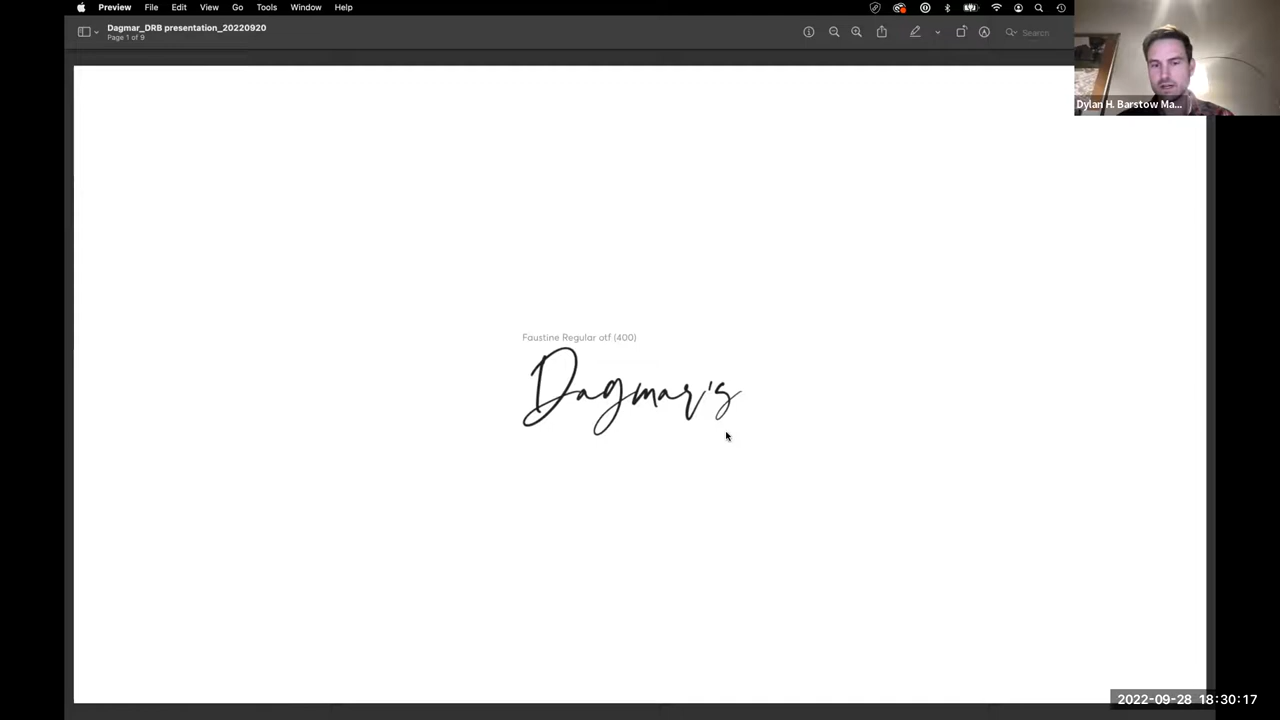 Preview File Edit View Go Tools Window Help
Dagmar_DRB presentation_20220920
Page 1 of 9
Search
Dylan H. Barstow Ma...
Faustine Regular otf (400)
Dagmar's
2022-09-28 18:30:17